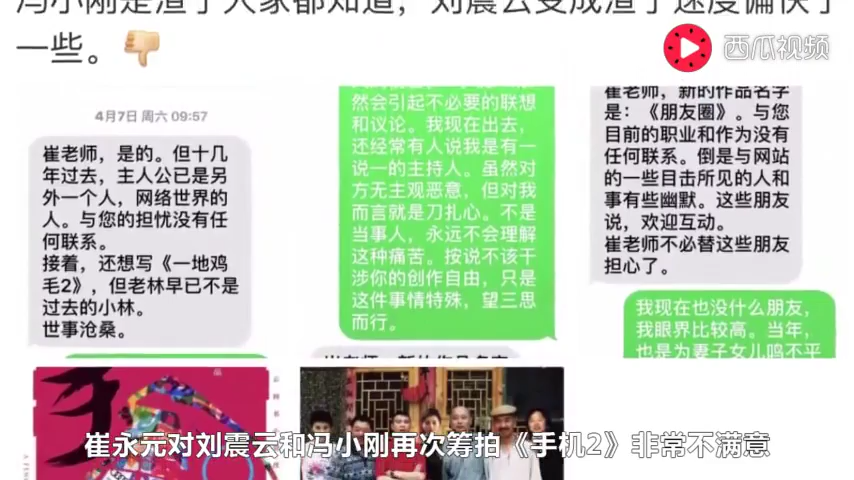 冯小刚是渣子大家都知道，刘震云变成渣子速度偏快了
一些。👎
西瓜视频
4月7日 周六 09:57
崔老师，是的。但十几
年过去，主人公已是另
外一个人，网络世界的
人。与您的担忧没有任
何联系。
接着，还想写《一地鸡
毛2》，但老林早已不是
过去的小林。
世事沧桑。
然会引起不必要的联想
和议论。我现在出去，
还经常有人说我是有一
说一的主持人。虽然对
方无主观恶意，但对我
而言就是刀扎心。不是
当事人，永远不会理解
这种痛苦。按说不该干
涉你的创作自由，只是
这件事情特殊，望三思
而行。
崔老师，新的作品名字
崔老师，新的作品名字
是：《朋友圈》。与您
目前的职业和作为没有
任何联系。倒是与网站
的一些目击所见的人和
事有些幽默。这些朋友
说，欢迎互动。
崔老师不必替这些朋友
担心了。
我现在也没什么朋友，
我眼界比较高。当年，
也是为妻子女儿鸣不平
手
崔永元对刘震云和冯小刚再次筹拍《手机2》非常不满意